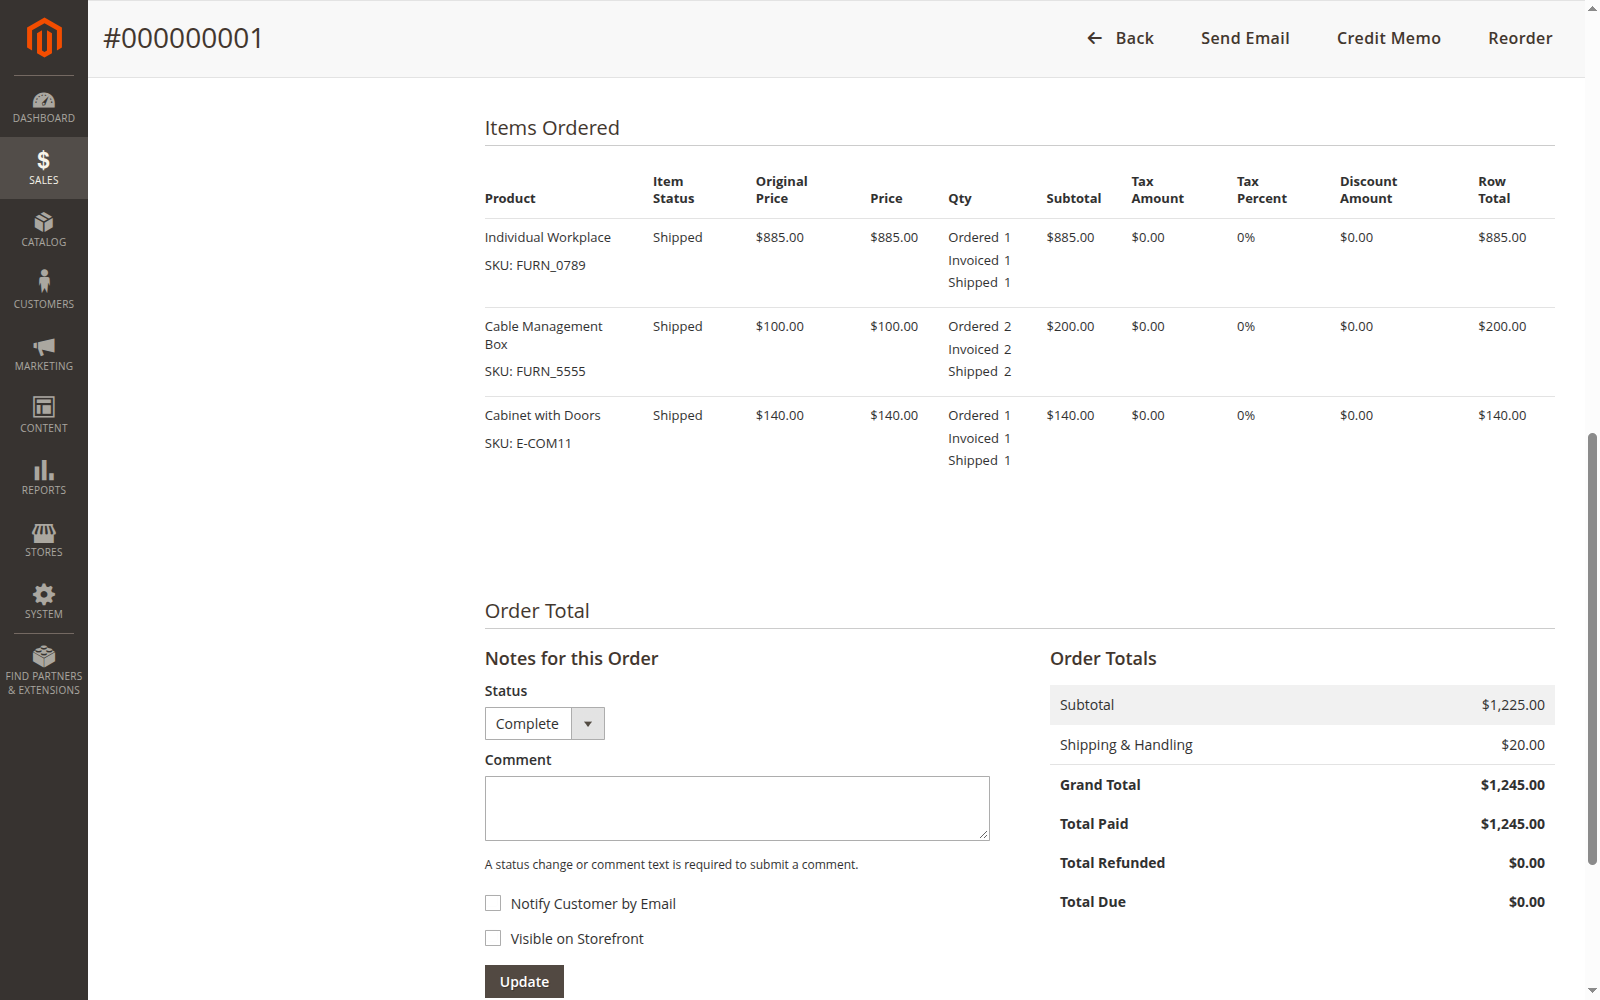 #000000001
Back
Send Email
Credit Memo
Reorder
DASHBOARD
$
SALES
CATALOG
CUSTOMERS
MARKETING
CONTENT
REPORTS
STORES
SYSTEM
FIND PARTNERS
& EXTENSIONS
Items Ordered
Product Item Status Original Price Price Qty Subtotal Tax Amount Tax Percent Discount Amount Row Total
Individual Workplace Shipped $885.00 $885.00 Ordered 1 $885.00 $0.00 0% $0.00 $885.00
SKU: FURN_0789 Invoiced 1
Shipped 1
Cable Management Shipped $100.00 $100.00 Ordered 2 $200.00 $0.00 0% $0.00 $200.00
Box Invoiced 2
SKU: FURN_5555 Shipped 2
Cabinet with Doors Shipped $140.00 $140.00 Ordered 1 $140.00 $0.00 0% $0.00 $140.00
SKU: E-COM11 Invoiced 1
Shipped 1
Order Total
Notes for this Order
Status
Complete
Comment
A status change or comment text is required to submit a comment.
Notify Customer by Email
Visible on Storefront
Update
Order Totals
Subtotal $1,225.00
Shipping & Handling $20.00
Grand Total $1,245.00
Total Paid $1,245.00
Total Refunded $0.00
Total Due $0.00